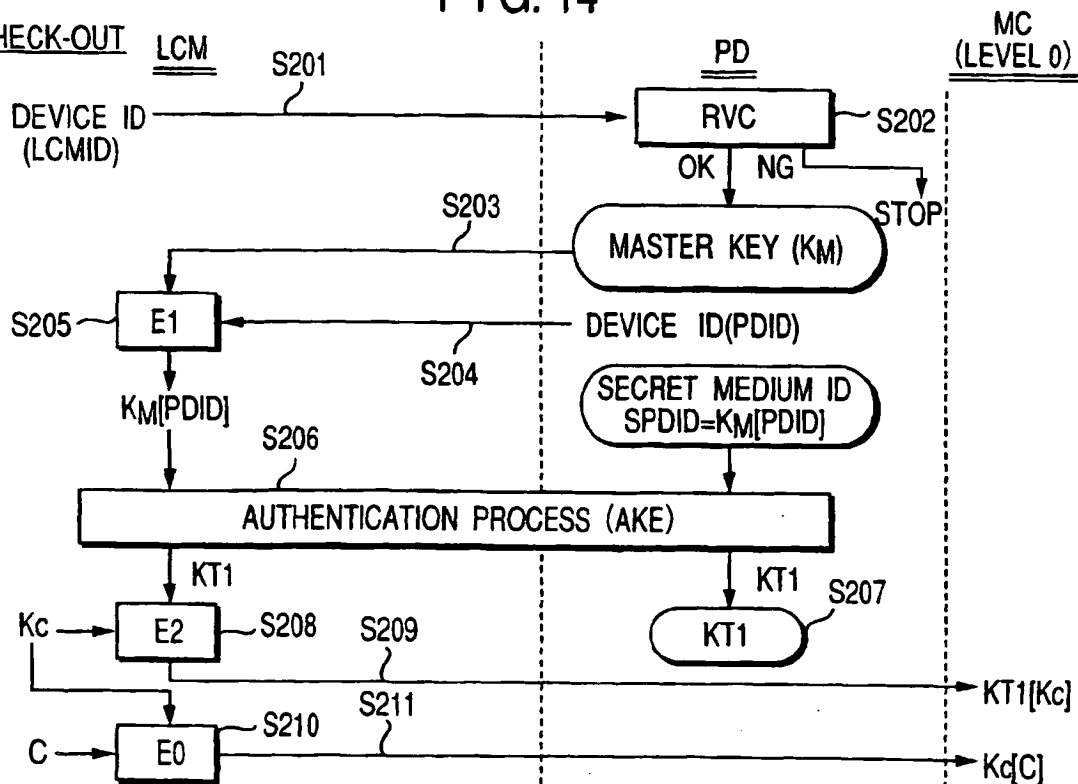 FIG. 14
HECK-OUT
LCM
PD
MC
(LEVEL 0)
S201
DEVICE ID
(LCMID)
RVC
S202
OK
NG
STOP
S203
MASTER KEY (KM)
S205
E1
DEVICE ID(PDID)
S204
KM[PDID]
SECRET MEDIUM ID
SPDID=KM[PDID]
S206
AUTHENTICATION PROCESS (AKE)
KT1
KT1
S207
Kc
E2
S208
S209
KT1
KT1[Kc]
S211
C
E0
S210
Kc[C]